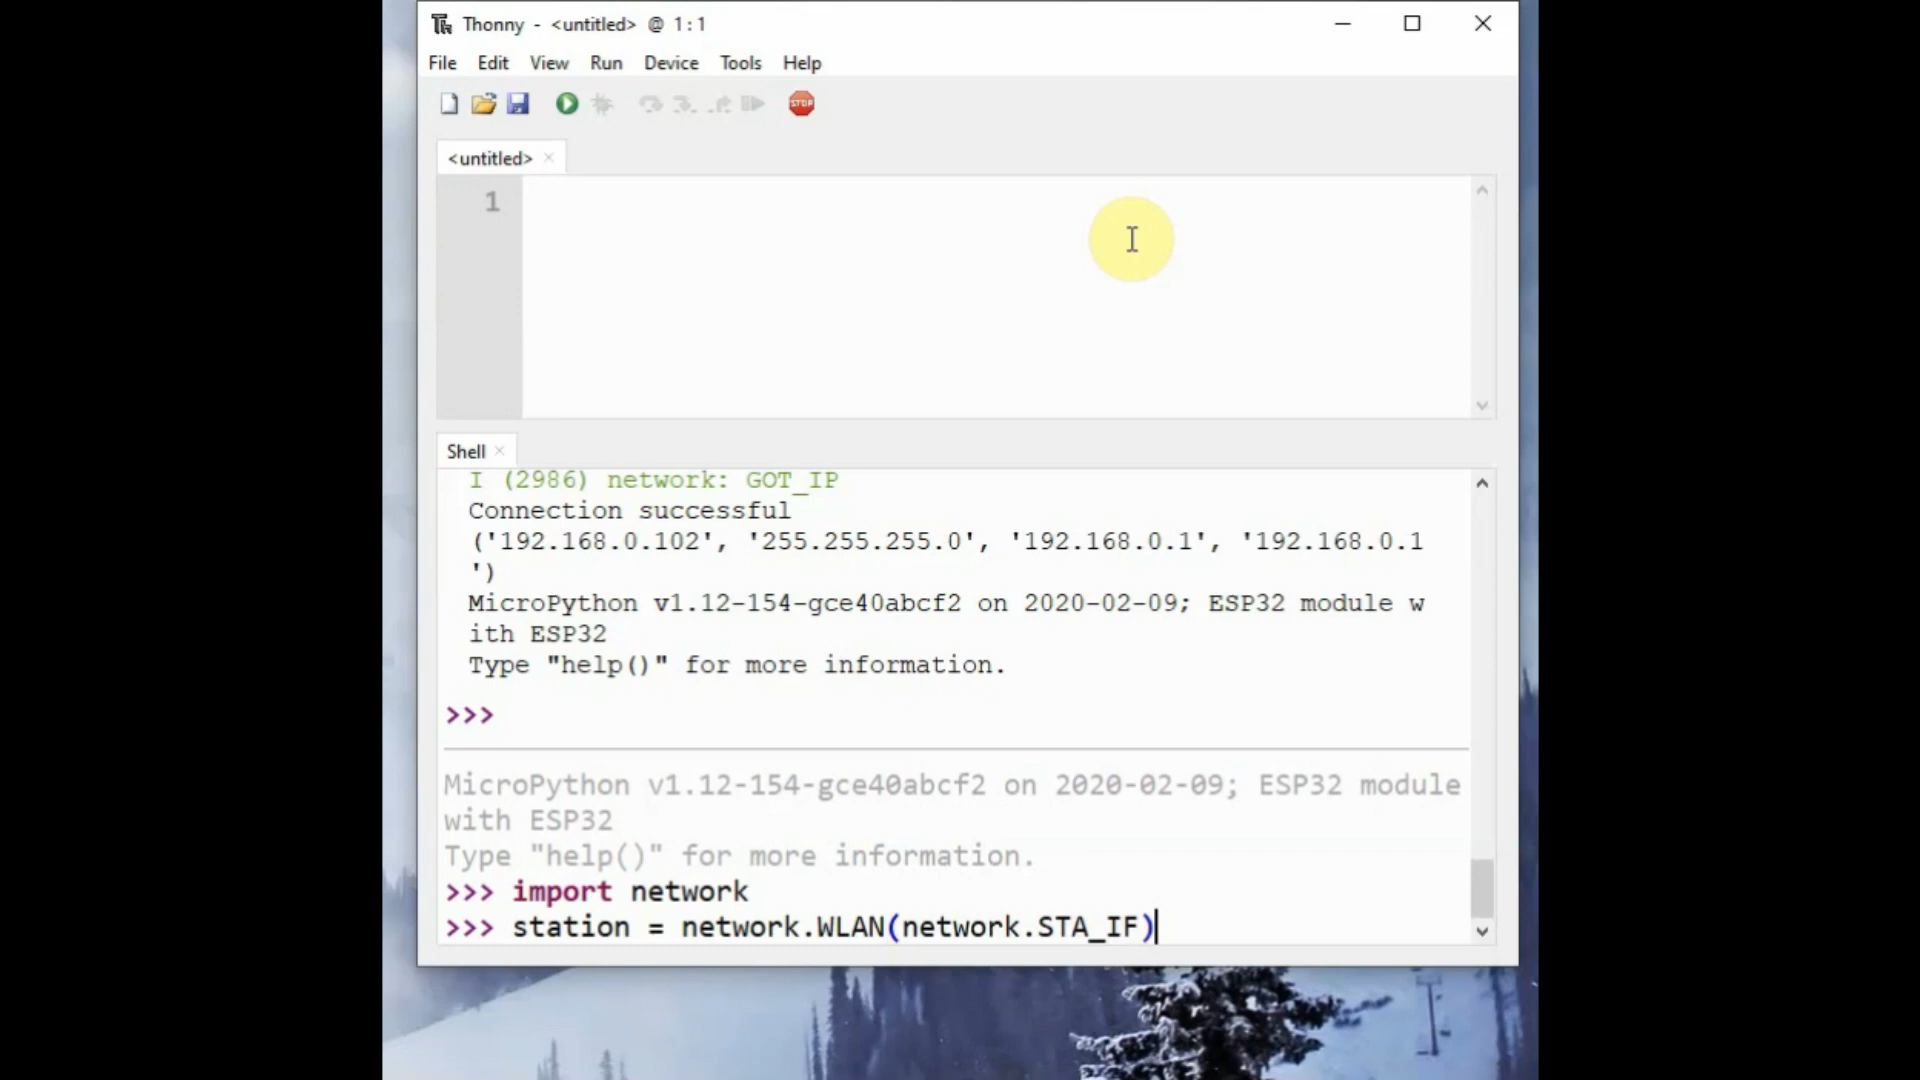 Thonny - <untitled> @ 1:1
File Edit View Run Device Tools Help
STOP
<untitled>
1
Shell
I (2986) network: GOT_IP
Connection successful
('192.168.0.102', '255.255.255.0', '192.168.0.1', '192.168.0.1
')
MicroPython v1.12-154-gce40abcf2 on 2020-02-09; ESP32 module w
ith ESP32
Type "help()" for more information.
>>>
MicroPython v1.12-154-gce40abcf2 on 2020-02-09; ESP32 module
with ESP32
Type "help()" for more information.
>>> import network
>>> station = network.WLAN(network.STA_IF)